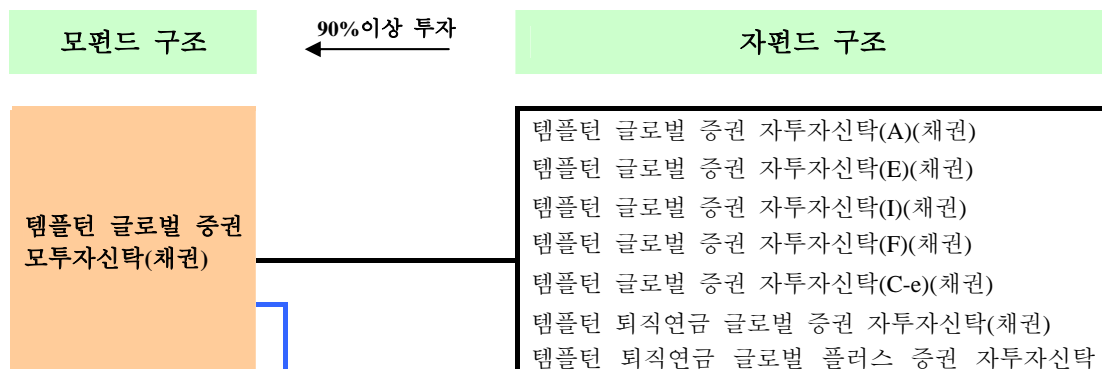 모펀드 구조
90%이상 투자
자펀드 구조
템플턴 글로벌 증권
모투자신탁(채권)
템플턴 글로벌 증권 자투자신탁(A)(채권)
템플턴 글로벌 증권 자투자신탁(E)(채권)
템플턴 글로벌 증권 자투자신탁(I)(채권)
템플턴 글로벌 증권 자투자신탁(F)(채권)
템플턴 글로벌 증권 자투자신탁(C-e)(채권)
템플턴 퇴직연금 글로벌 증권 자투자신탁(채권)
템플턴 퇴직연금 글로벌 플러스 증권 자투자신탁